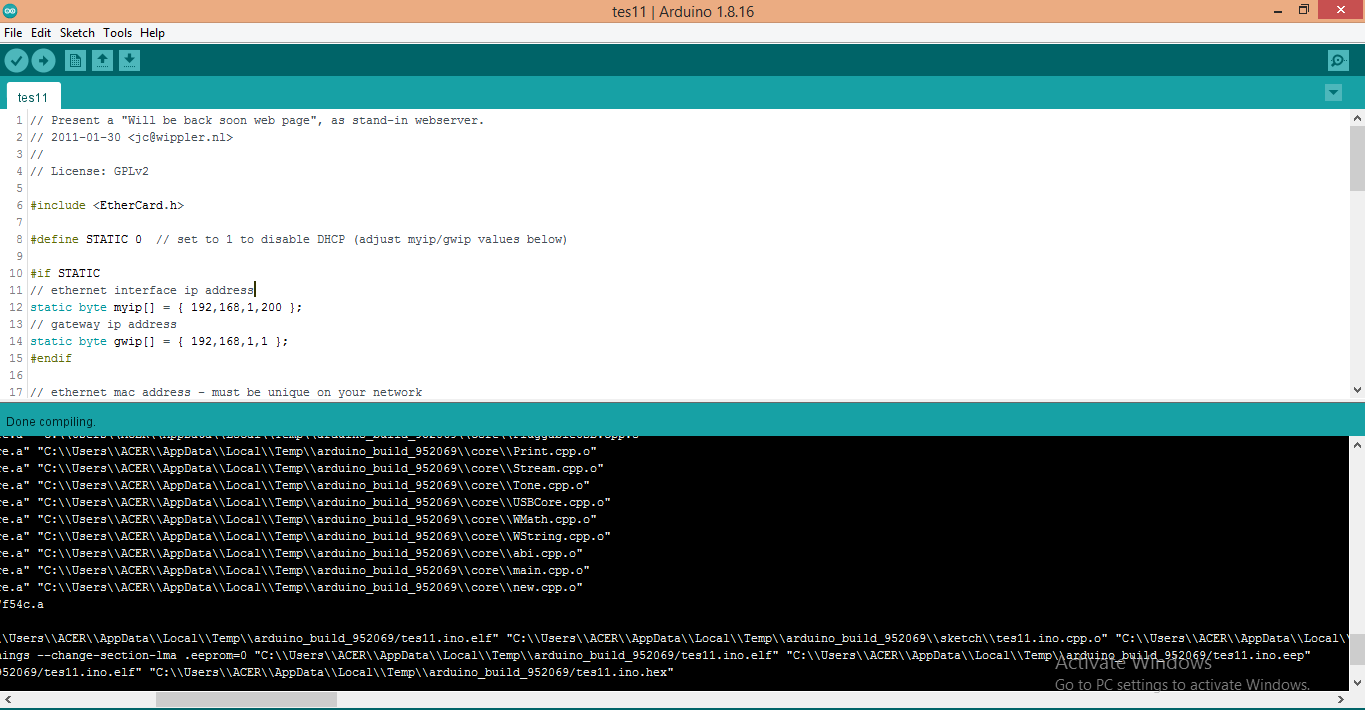 tes11 | Arduino 1.8.16
File Edit Sketch Tools Help
tes11
1 // Present a "Will be back soon web page", as stand-in webserver.
2 // 2011-01-30 <jc@wippler.nl>
3 //
4 // License: GPLv2
5
6 #include <EtherCard.h>
7
8 #define STATIC 0  // set to 1 to disable DHCP (adjust myip/gwip values below)
9
10 #if STATIC
11 // ethernet interface ip address
12 static byte myip[] = { 192,168,1,200 };
13 // gateway ip address
14 static byte gwip[] = { 192,168,1,1 };
15 #endif
16
17 // ethernet mac address - must be unique on your network
Done compiling.
re.a" "C:\\Users\\ACER\\AppData\\Local\\Temp\\arduino_build_952069\\core\\Print.cpp.o"
re.a" "C:\\Users\\ACER\\AppData\\Local\\Temp\\arduino_build_952069\\core\\Stream.cpp.o"
re.a" "C:\\Users\\ACER\\AppData\\Local\\Temp\\arduino_build_952069\\core\\Tone.cpp.o"
re.a" "C:\\Users\\ACER\\AppData\\Local\\Temp\\arduino_build_952069\\core\\USBCore.cpp.o"
re.a" "C:\\Users\\ACER\\AppData\\Local\\Temp\\arduino_build_952069\\core\\WMath.cpp.o"
re.a" "C:\\Users\\ACER\\AppData\\Local\\Temp\\arduino_build_952069\\core\\WString.cpp.o"
re.a" "C:\\Users\\ACER\\AppData\\Local\\Temp\\arduino_build_952069\\core\\abi.cpp.o"
re.a" "C:\\Users\\ACER\\AppData\\Local\\Temp\\arduino_build_952069\\core\\main.cpp.o"
re.a" "C:\\Users\\ACER\\AppData\\Local\\Temp\\arduino_build_952069\\core\\new.cpp.o"
f54c.a
\\Users\\ACER\\AppData\\Local\\Temp\\arduino_build_952069/tes11.ino.elf" "C:\\Users\\ACER\\AppData\\Local\\Temp\\arduino_build_952069\\sketch\\tes11.ino.cpp.o" "C:\\Users\\ACER\\AppData\\Local\\
ings --change-section-lma .eeprom=0 "C:\\Users\\ACER\\AppData\\Local\\Temp\\arduino_build_952069/tes11.ino.elf" "C:\\Users\\ACER\\AppData\\Local\\Temp\\arduino_build_952069/tes11.ino.eep"
52069/tes11.ino.elf" "C:\\Users\\ACER\\AppData\\Local\\Temp\\arduino_build_952069/tes11.ino.hex"
Activate Windows
Go to PC settings to activate Windows.